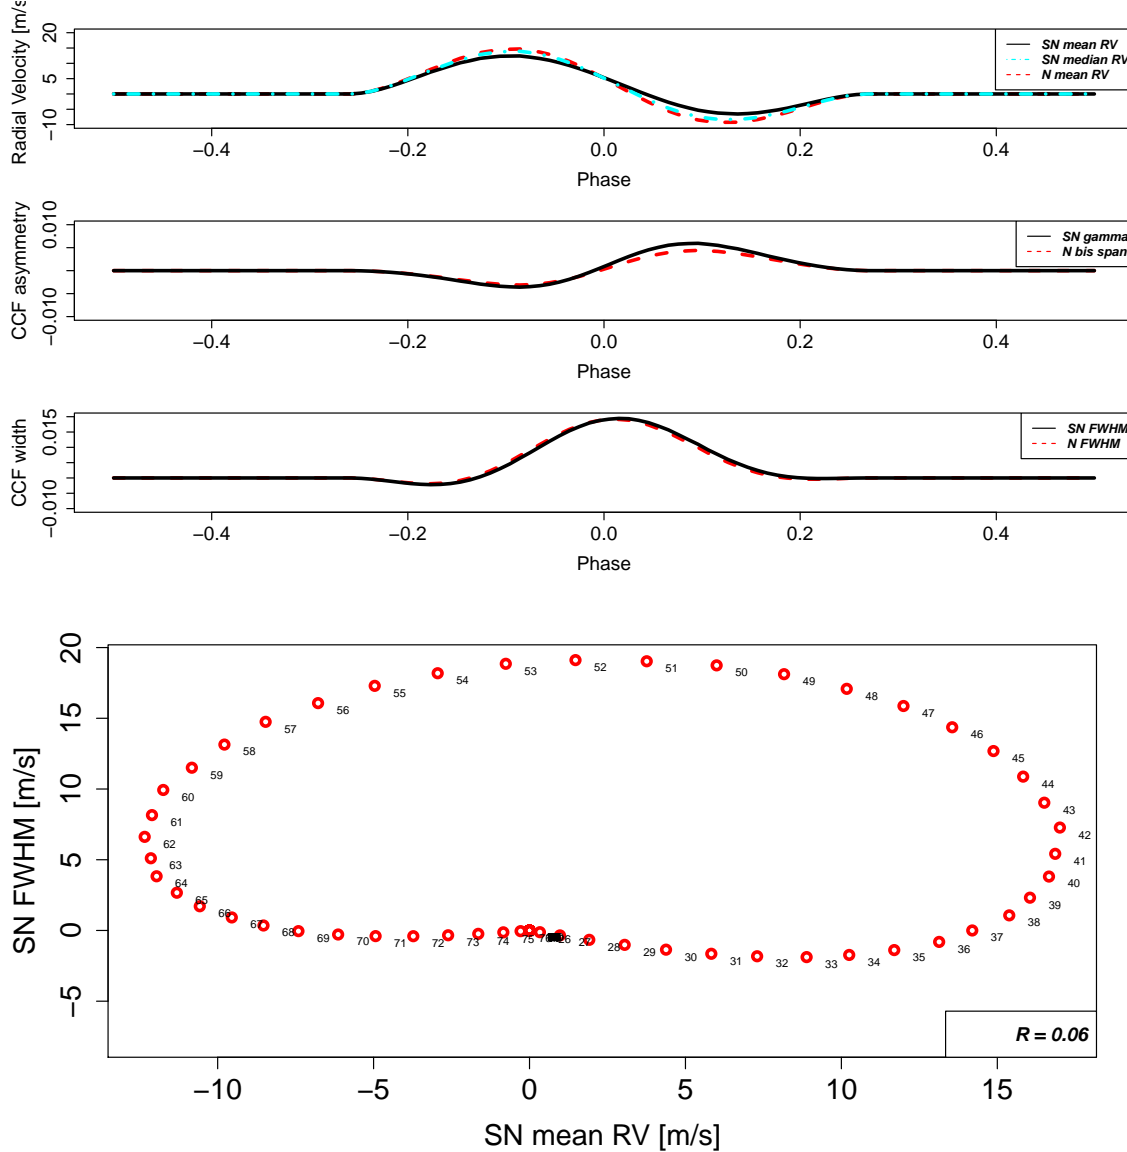 Radial Velocity [m/s
20
5
−10
SN mean RV
SN median RV
N mean RV
−0.4 −0.2 0.0 0.2 0.4
Phase
CCF asymmetry
0.010
−0.010
SN gamma
N bis span
−0.4 −0.2 0.0 0.2 0.4
Phase
CCF width
0.015
−0.010
SN FWHM
N FWHM
−0.4 −0.2 0.0 0.2 0.4
Phase
SN FWHM [m/s]
20
15
10
5
0
−5
54 53 52 51 50
55 49
56 48
57 47
58 46
59 45
60 44
61 43
62 42
63 41
64 40
65 39
66 38
67 37
68 69 70 71 72 73 74 75 76 26 27 28 29 30 31 32 33 34 35 36
R = 0.06
−10 −5 0 5 10 15
SN mean RV [m/s]